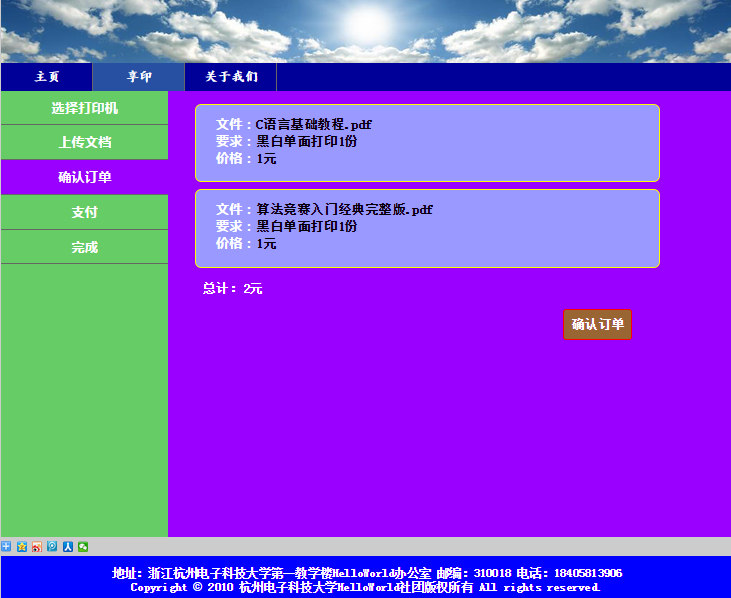 主页 享印 关于我们
选择打印机
上传文档
确认订单
支付
完成
文件：C语言基础教程.pdf
要求：黑白单面打印1份
价格：1元
文件：算法竞赛入门经典完整版.pdf
要求：黑白单面打印1份
价格：1元
总计：2元
确认订单
地址：浙江杭州电子科技大学第一教学楼HelloWorld办公室 邮编：310018 电话：18405813906
Copyright © 2010 杭州电子科技大学HelloWorld社团版权所有 All rights reserved.